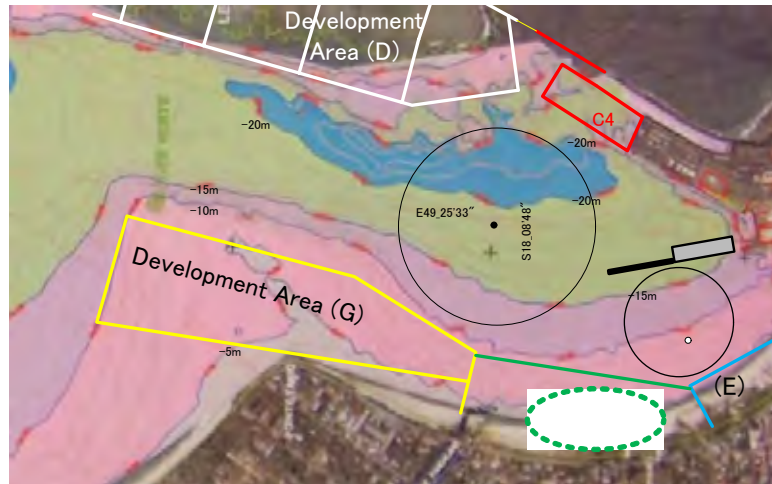 Development
Area (D)
C4
-20m
-20m
-15m
-10m
-20m
E49_25'33"
S18_08'48"
Development Area (G)
-15m
-5m
(E)